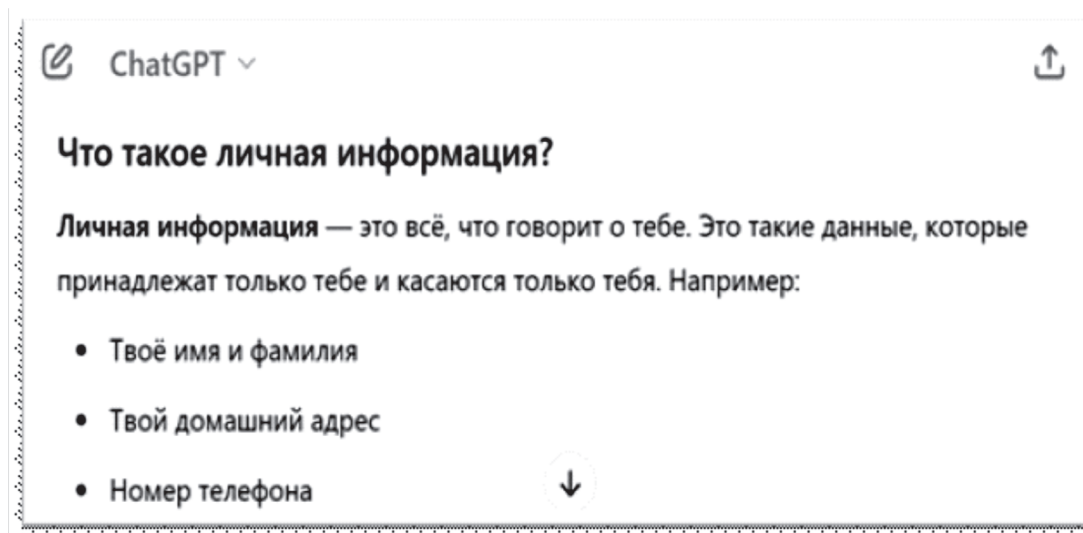 ChatGPT
Что такое личная информация?
Личная информация — это всё, что говорит о тебе. Это такие данные, которые
принадлежат только тебе и касаются только тебя. Например:
• Твоё имя и фамилия
• Твой домашний адрес
• Номер телефона